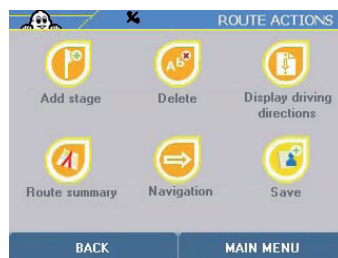 ROUTE ACTIONS
Add stage
Delete
Display driving
directions
Route summary
Navigation
Save
BACK
MAIN MENU